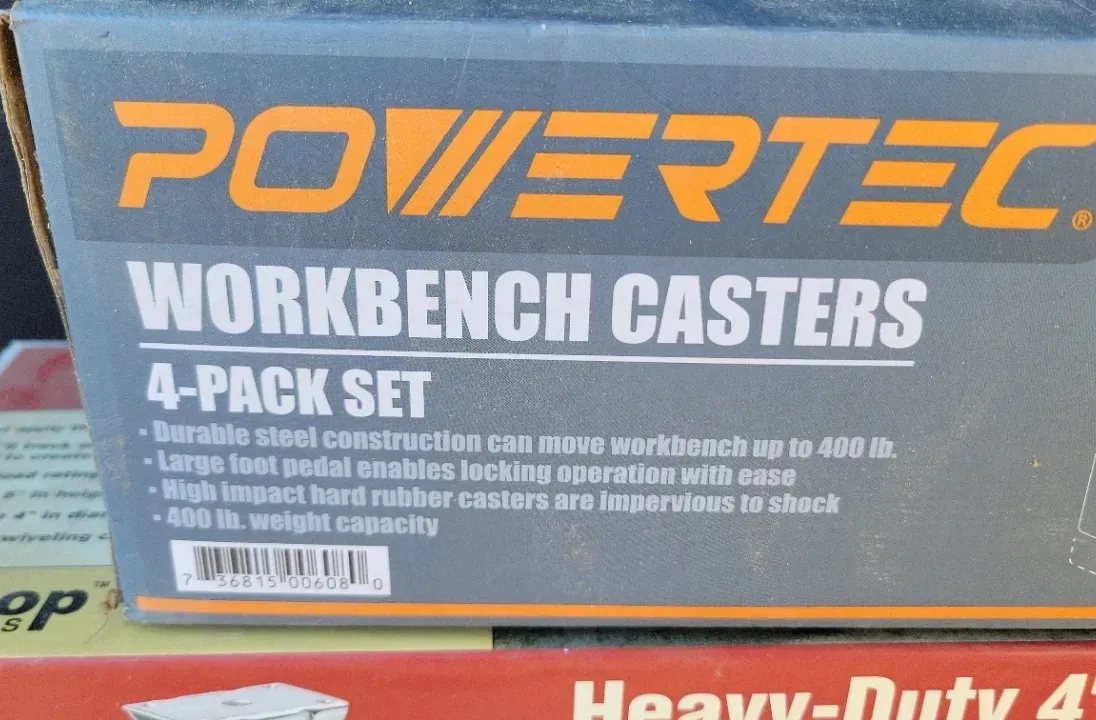 POWERTEC®
WORKBENCH CASTERS
4-PACK SET
· Durable steel construction can move workbench up to 400 lb.
· Large foot pedal enables locking operation with ease
· High impact hard rubber casters are impervious to shock
· 400 lb. weight capacity
7 36815 00608 0
op™
s
Heavy-Duty 4"